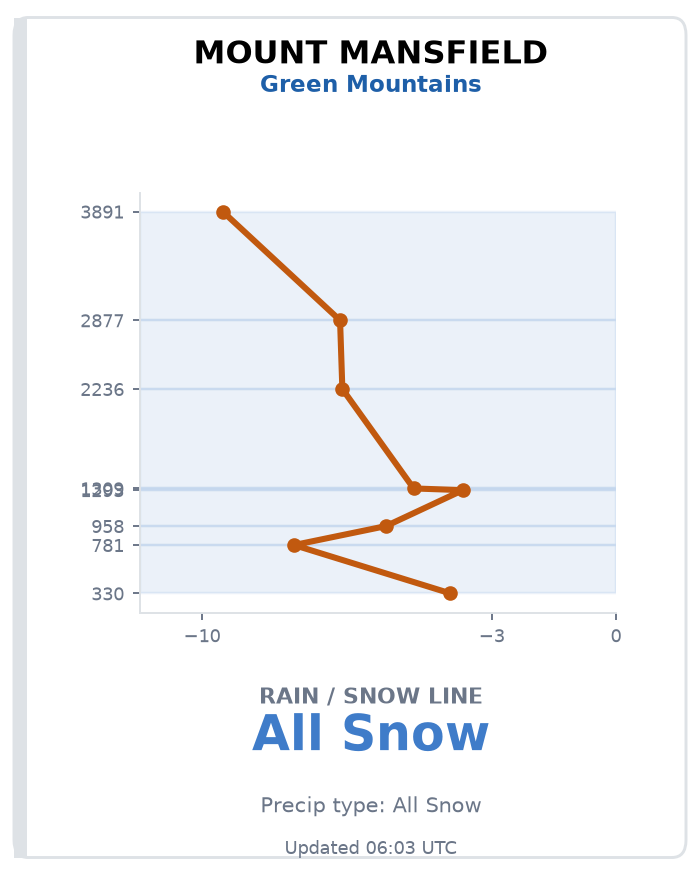 MOUNT MANSFIELD
Green Mountains
3891
2877
2236
958
781
330
−10
−3
0
RAIN / SNOW LINE
All Snow
Precip type: All Snow
Updated 06:03 UTC